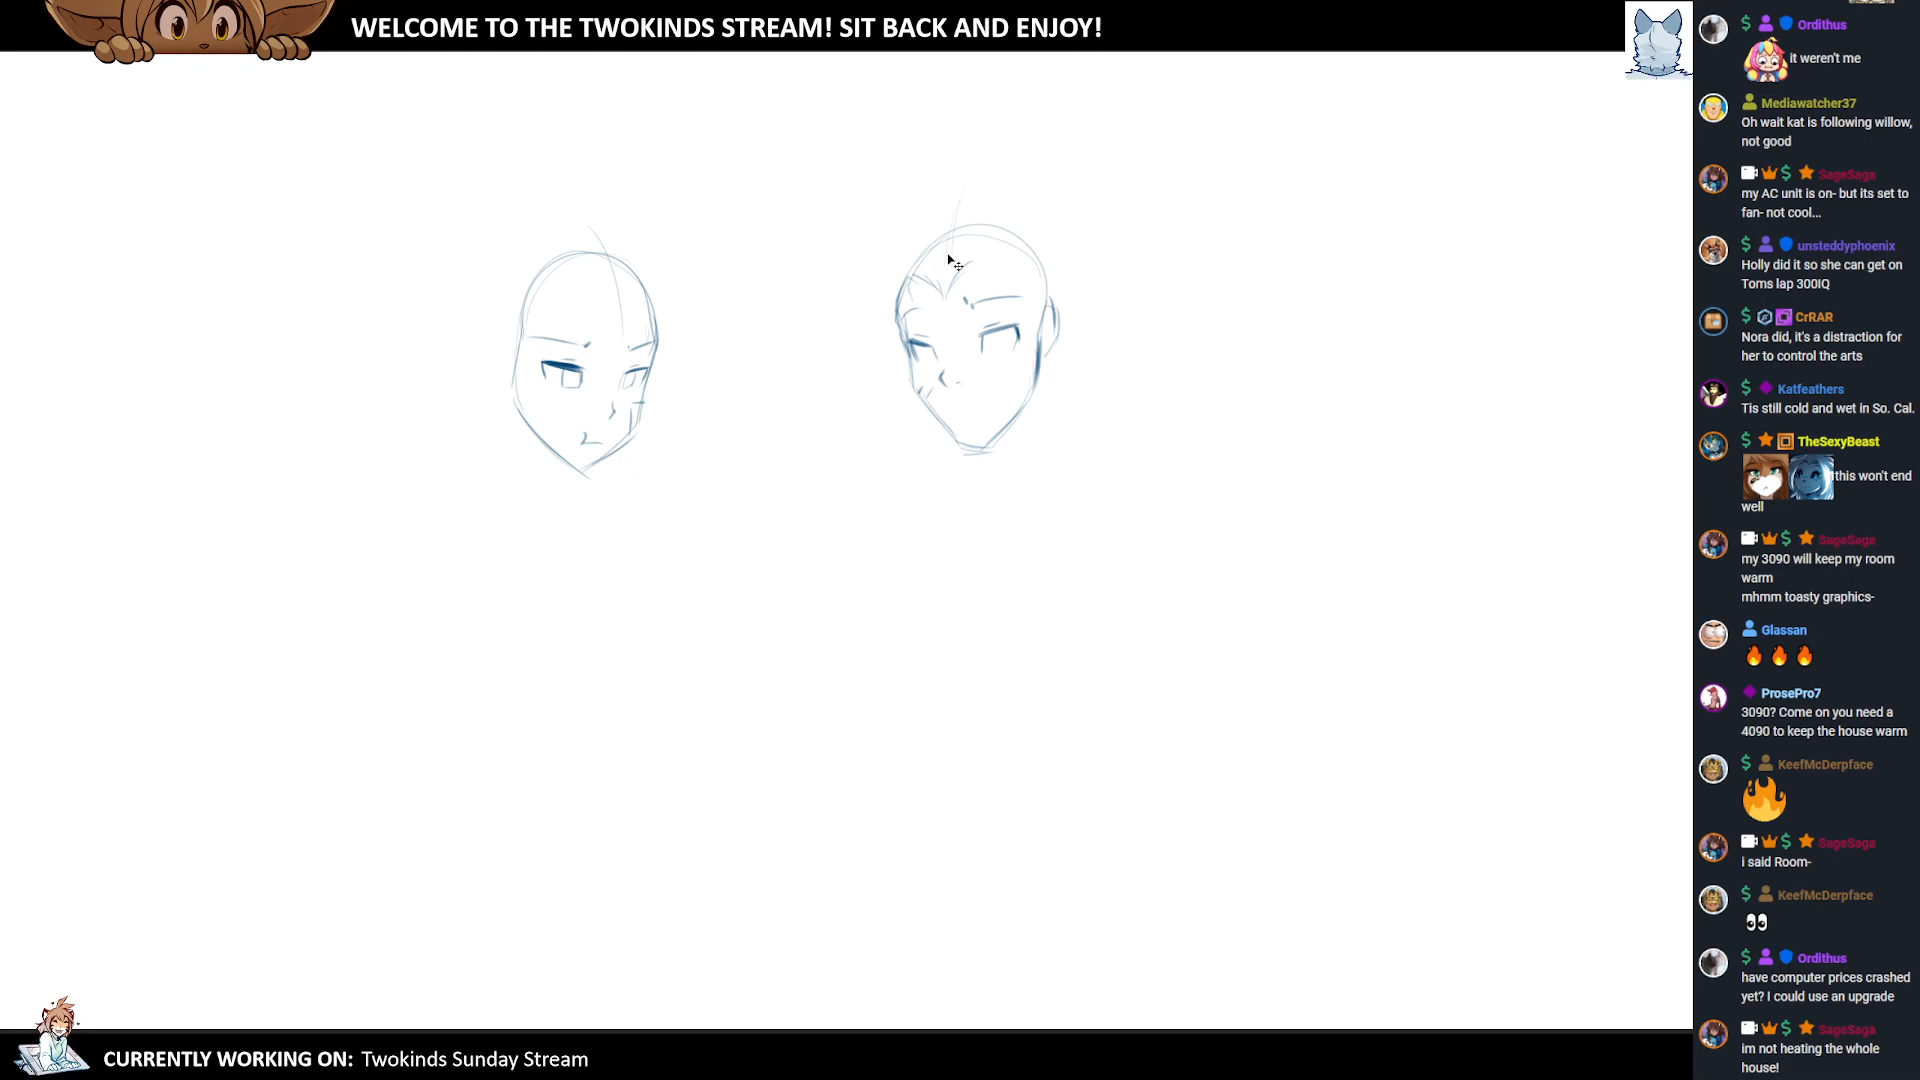 WELCOME TO THE TWOKINDS STREAM! SIT BACK AND ENJOY!
Ordithus
it weren't me
Mediawatcher37
Oh wait kat is following willow,
not good
SageSaga
my AC unit is on- but its set to
fan- not cool...
unsteddyphoenix
Holly did it so she can get on
Toms lap 300IQ
CrRAR
Nora did, it's a distraction for
her to control the arts
Katfeathers
Tis still cold and wet in So. Cal.
TheSexyBeast
this won't end
well
SageSaga
my 3090 will keep my room
warm
mhmm toasty graphics-
Glassan
ProsePro7
3090? Come on you need a
4090 to keep the house warm
KeefMcDerpface
SageSaga
i said Room-
KeefMcDerpface
Ordithus
have computer prices crashed
yet? I could use an upgrade
SageSaga
im not heating the whole
house!
CURRENTLY WORKING ON: Twokinds Sunday Stream